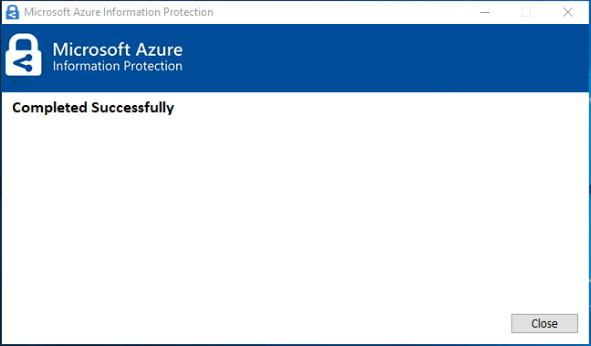 Microsoft Azure Information Protection
Microsoft Azure
Information Protection
Completed Successfully
Close